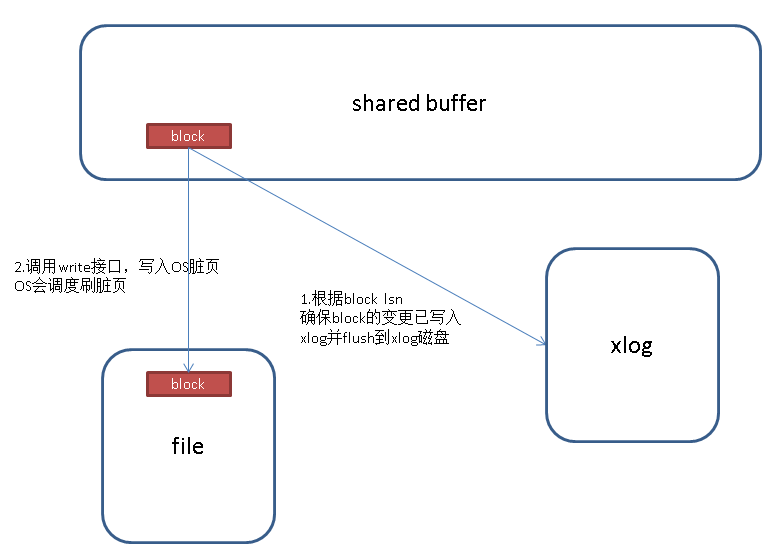 shared buffer
block
2.调用write接口，写入OS脏页
OS会调度刷脏页
1.根据block lsn
确保block的变更已写入
xlog并flush到xlog磁盘
xlog
block
file